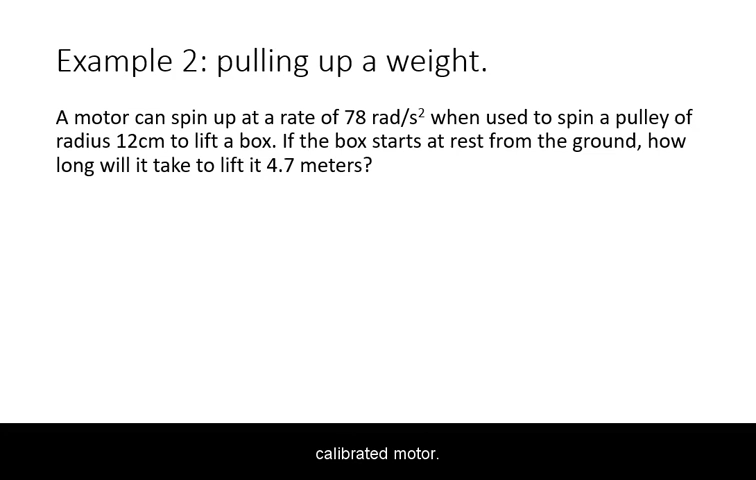 Example 2: pulling up a weight.
A motor can spin up at a rate of 78 rad/s² when used to spin a pulley of
radius 12cm to lift a box. If the box starts at rest from the ground, how
long will it take to lift it 4.7 meters?
calibrated motor.